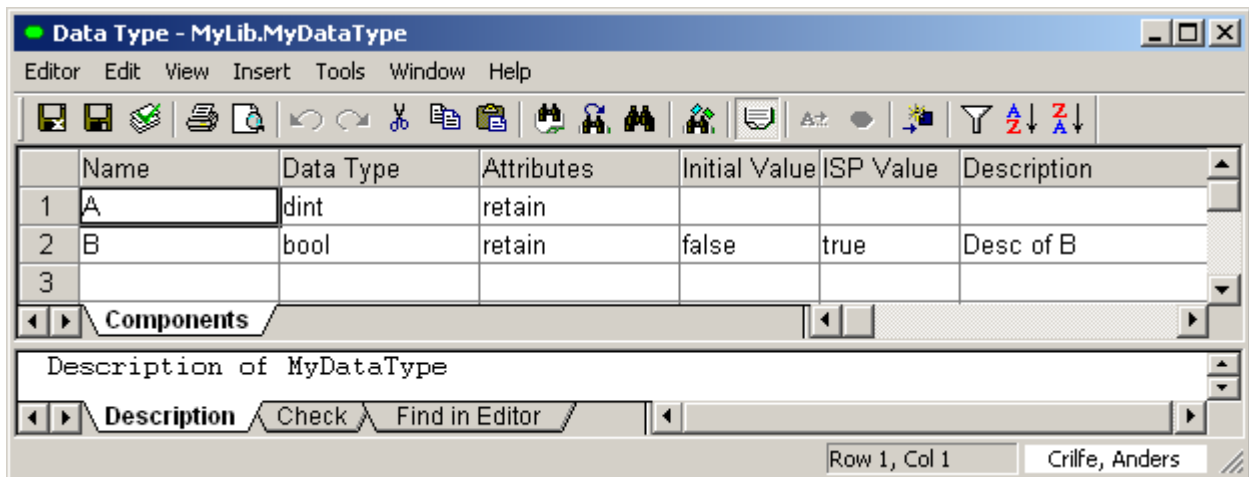 Data Type - MyLib.MyDataType
Editor Edit View Insert Tools Window Help
Name Data Type Attributes Initial Value ISP Value Description
1 A dint retain
2 B bool retain false true Desc of B
3
Components
Description of MyDataType
Description Check Find in Editor
Row 1, Col 1 Crilfe, Anders